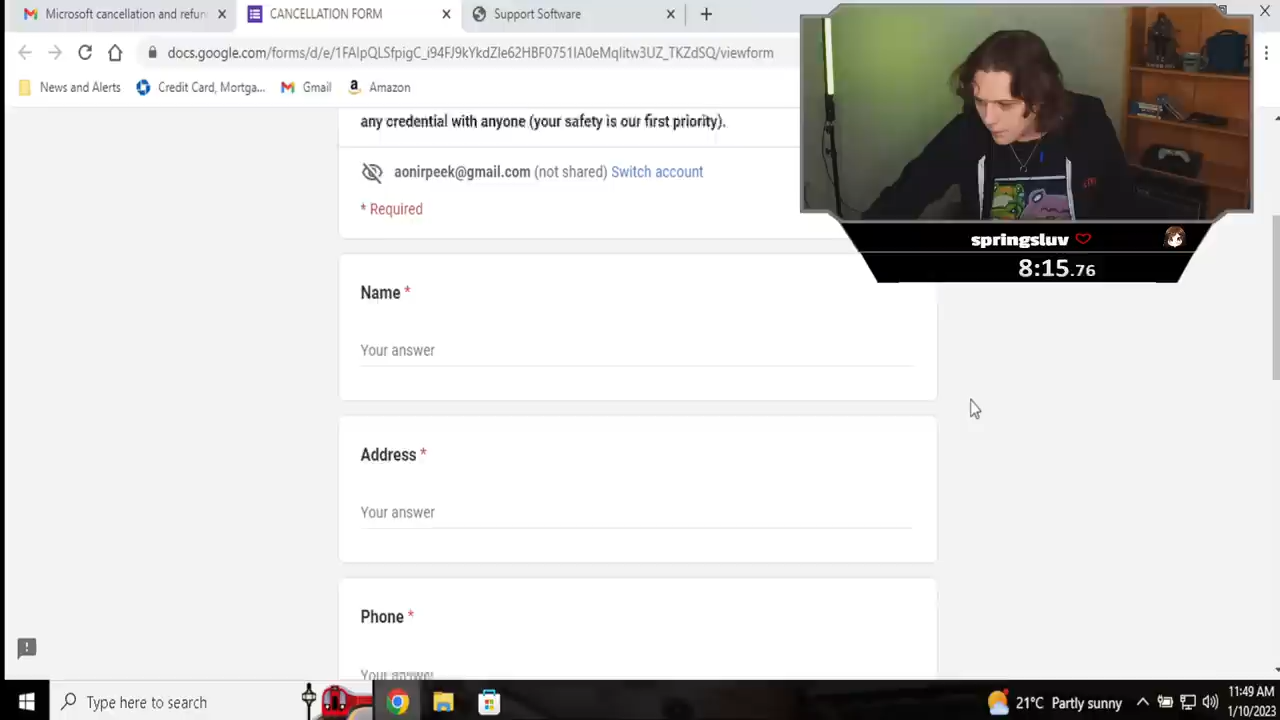 Microsoft cancellation and refun
CANCELLATION FORM
Support Software
docs.google.com/forms/d/e/1FAIpQLSfpigC_i94FJ9kYkdZIe62HBF0751IA0eMqlitw3UZ_TKZdSQ/viewform
News and Alerts
Credit Card, Mortga...
Gmail
Amazon
any credential with anyone (your safety is our first priority).
aonirpeek@gmail.com (not shared) Switch account
* Required
springsluv
8:15.76
Name *
Your answer
Address *
Your answer
Phone *
Your answer
Type here to search
21°C Partly sunny
11:49 AM
1/10/2023